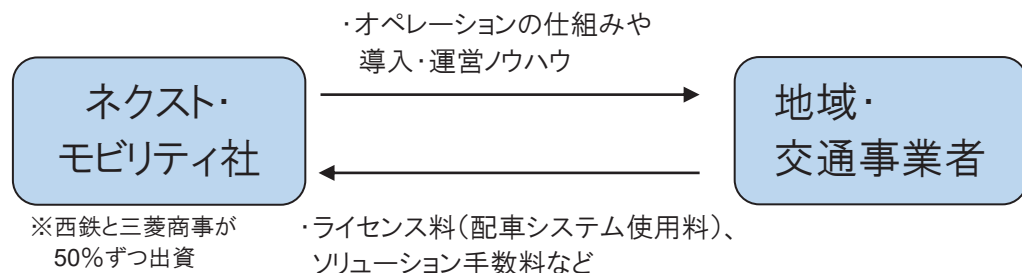 ・オペレーションの仕組みや
導入・運営ノウハウ
ネクスト・
モビリティ社
地域・
交通事業者
※西鉄と三菱商事が
50%ずつ出資
・ライセンス料(配車システム使用料)、
ソリューション手数料など